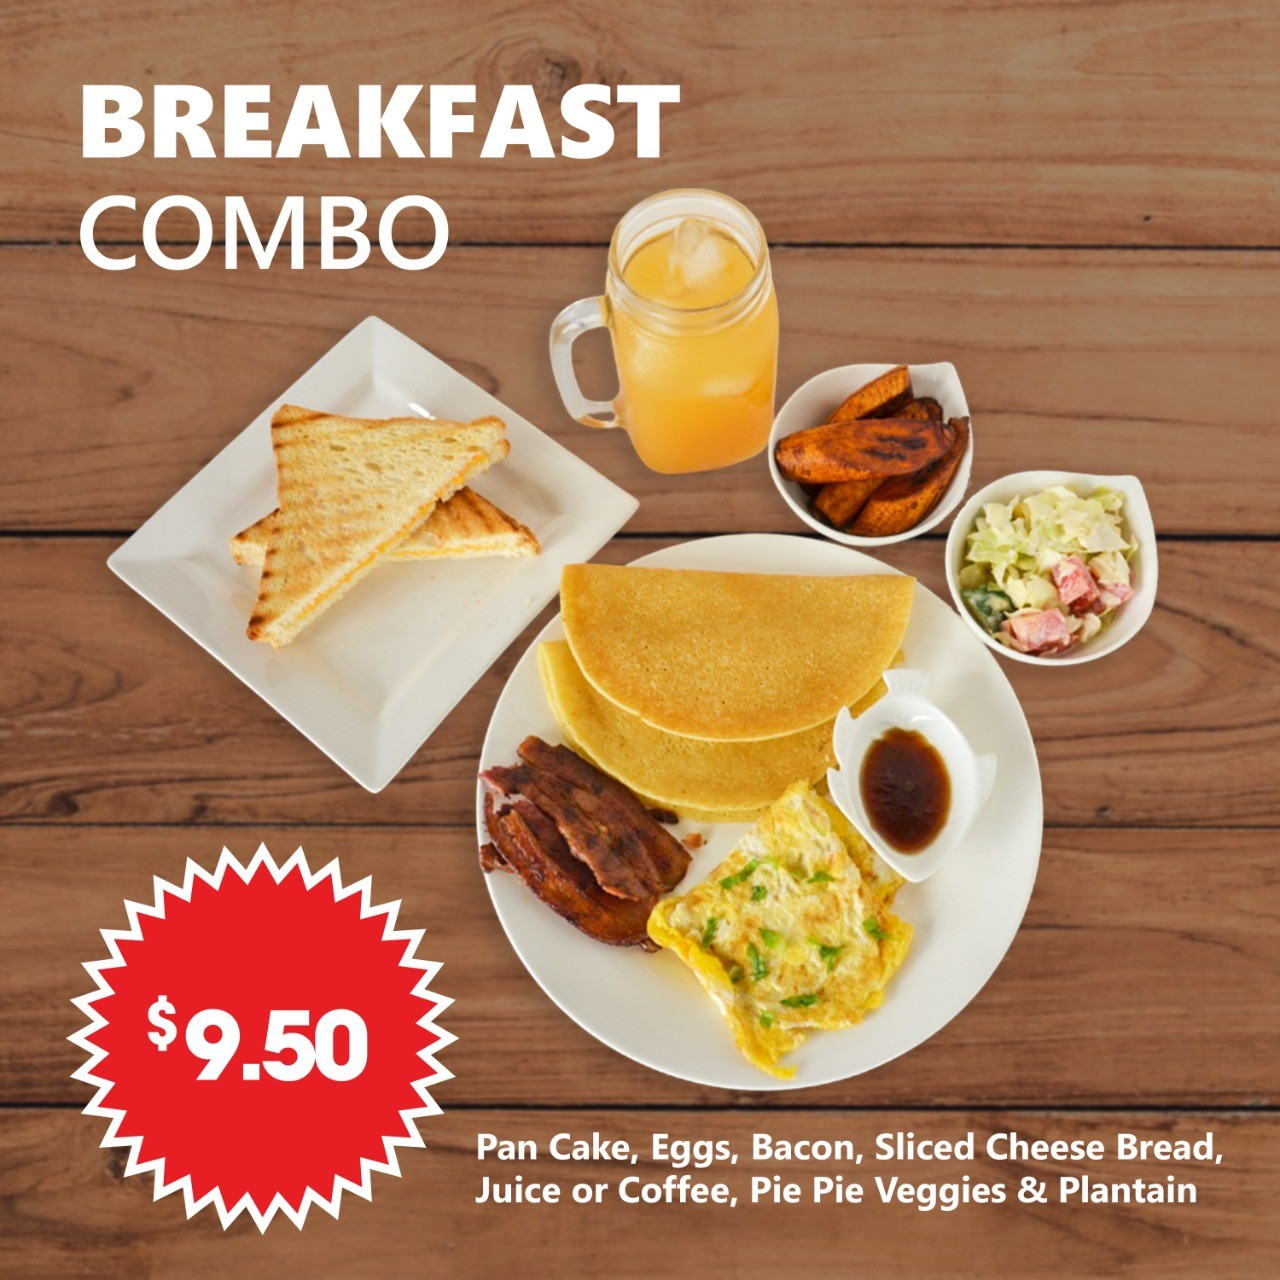 BREAKFAST
COMBO
$9.50
Pan Cake, Eggs, Bacon, Sliced Cheese Bread,
Juice or Coffee, Pie Pie Veggies & Plantain